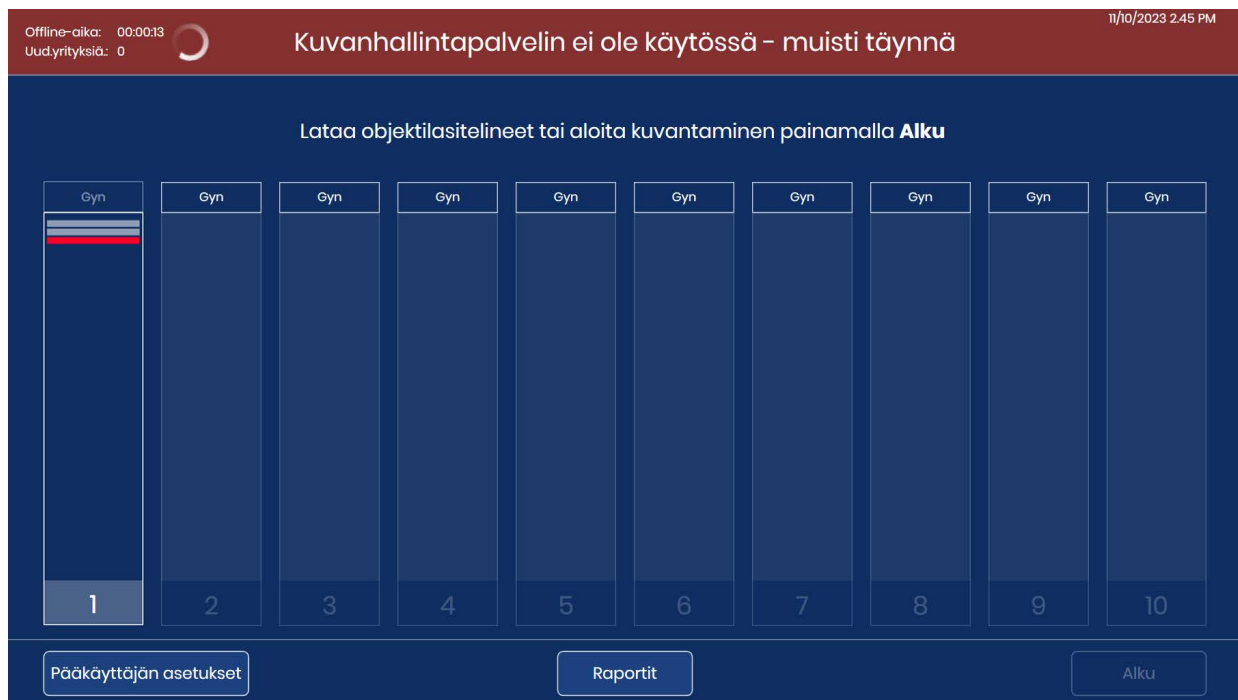 Offline-aika: 00:00:13
Uud.yrityksiä.: 0
Kuvanhallintapalvelin ei ole käytössä - muisti täynnä
11/10/2023 2.45 PM
Lataa objektilasitelineet tai aloita kuvantaminen painamalla Alku
Gyn Gyn Gyn Gyn Gyn Gyn Gyn Gyn Gyn Gyn
1 2 3 4 5 6 7 8 9 10
Pääkäyttäjän asetukset Raportit Alku